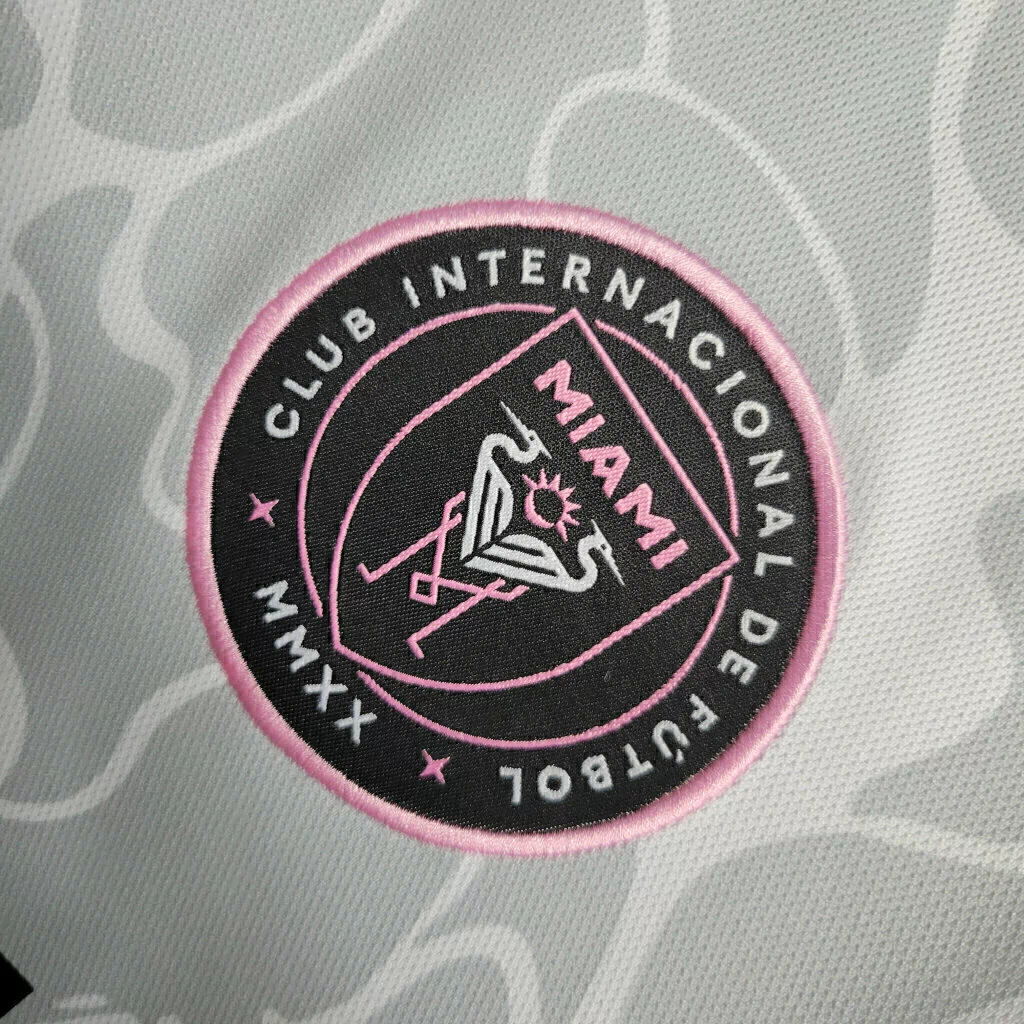 CLUB INTERNACIONAL DE FÚTBOL
MIAMI
MMXX